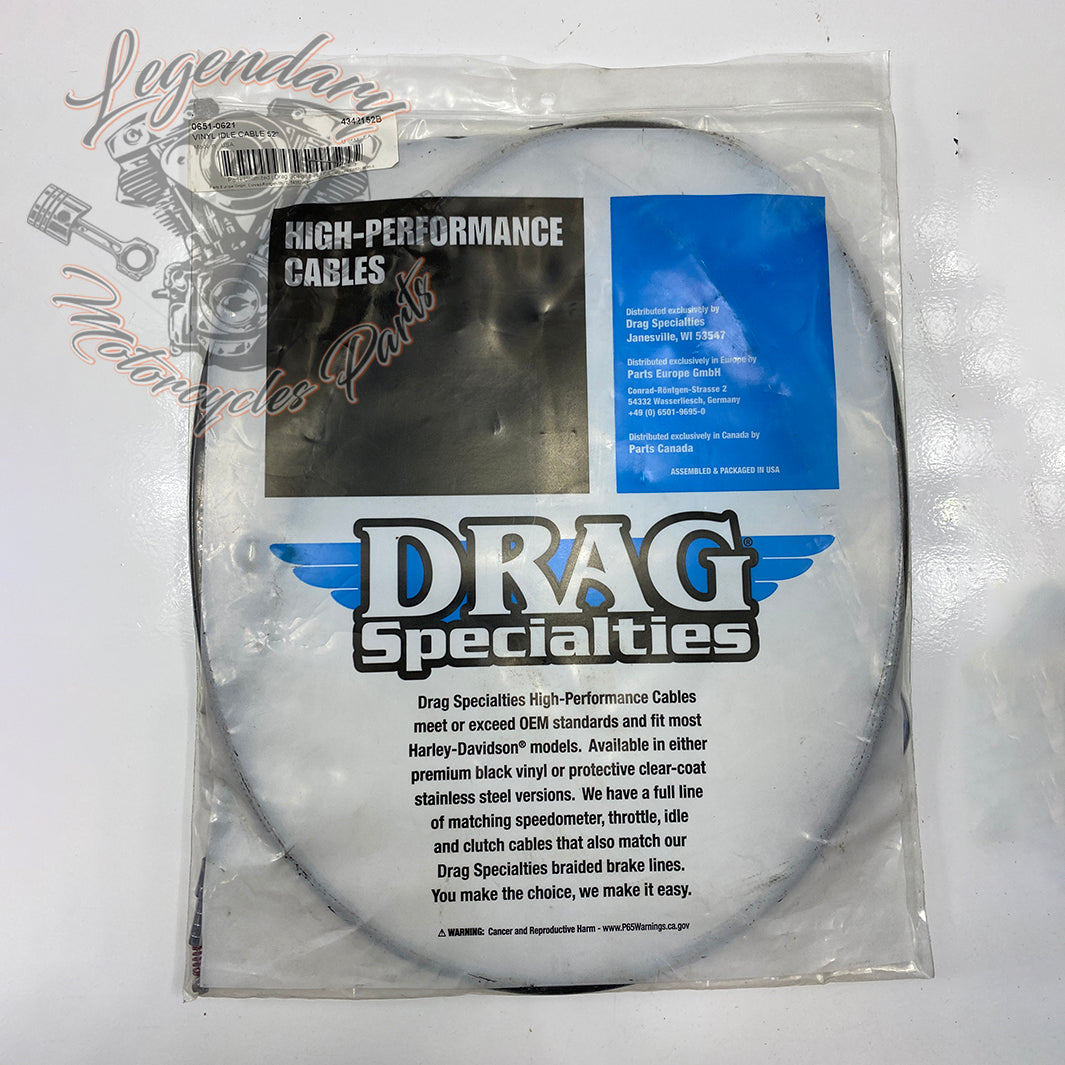 Legendary
Motorcycles Parts
0651-0621 4342152B
VINYL IDLE CABLE 52"
HIGH-PERFORMANCE
CABLES
Distributed exclusively by
Drag Specialties
Janesville, WI 53547
Distributed exclusively in Europe by
Parts Europe GmbH
Conrad-Röntgen-Strasse 2
54332 Wasserliesch, Germany
+49 (0) 6501-9695-0
Distributed exclusively in Canada by
Parts Canada
ASSEMBLED & PACKAGED IN USA
DRAG®
Specialties
Drag Specialties High-Performance Cables
meet or exceed OEM standards and fit most
Harley-Davidson® models. Available in either
premium black vinyl or protective clear-coat
stainless steel versions. We have a full line
of matching speedometer, throttle, idle
and clutch cables that also match our
Drag Specialties braided brake lines.
You make the choice, we make it easy.
⚠ WARNING: Cancer and Reproductive Harm - www.P65Warnings.ca.gov